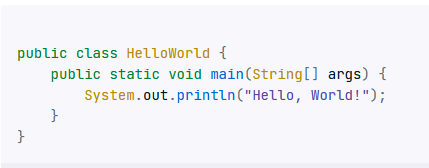 public class HelloWorld {
    public static void main(String[] args) {
        System.out.println("Hello, World!");
    }
}